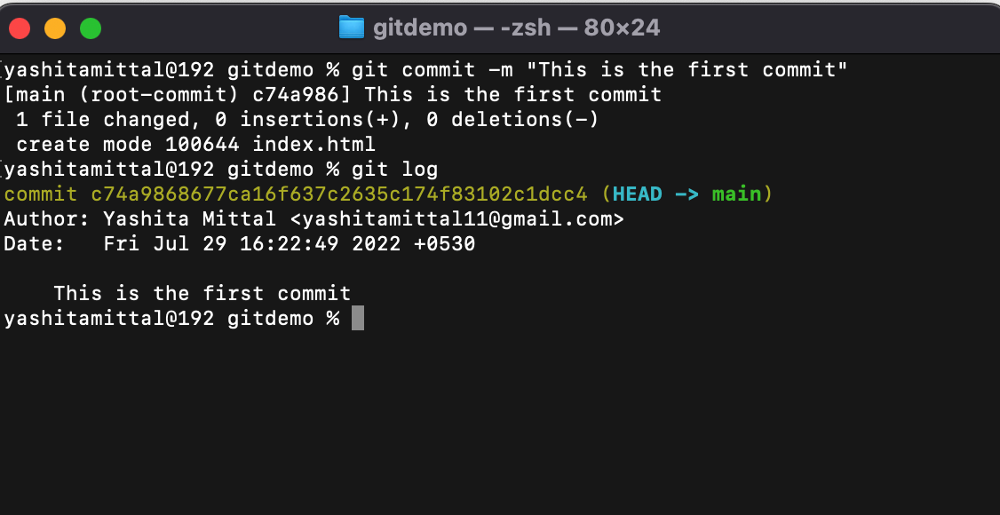 gitdemo — -zsh — 80×24
yashitamittal@192 gitdemo % git commit -m "This is the first commit"
[main (root-commit) c74a986] This is the first commit
 1 file changed, 0 insertions(+), 0 deletions(-)
 create mode 100644 index.html
yashitamittal@192 gitdemo % git log
commit c74a9868677ca16f637c2635c174f83102c1dcc4 (HEAD -> main)
Author: Yashita Mittal <yashitamittal11@gmail.com>
Date:   Fri Jul 29 16:22:49 2022 +0530

    This is the first commit
yashitamittal@192 gitdemo %